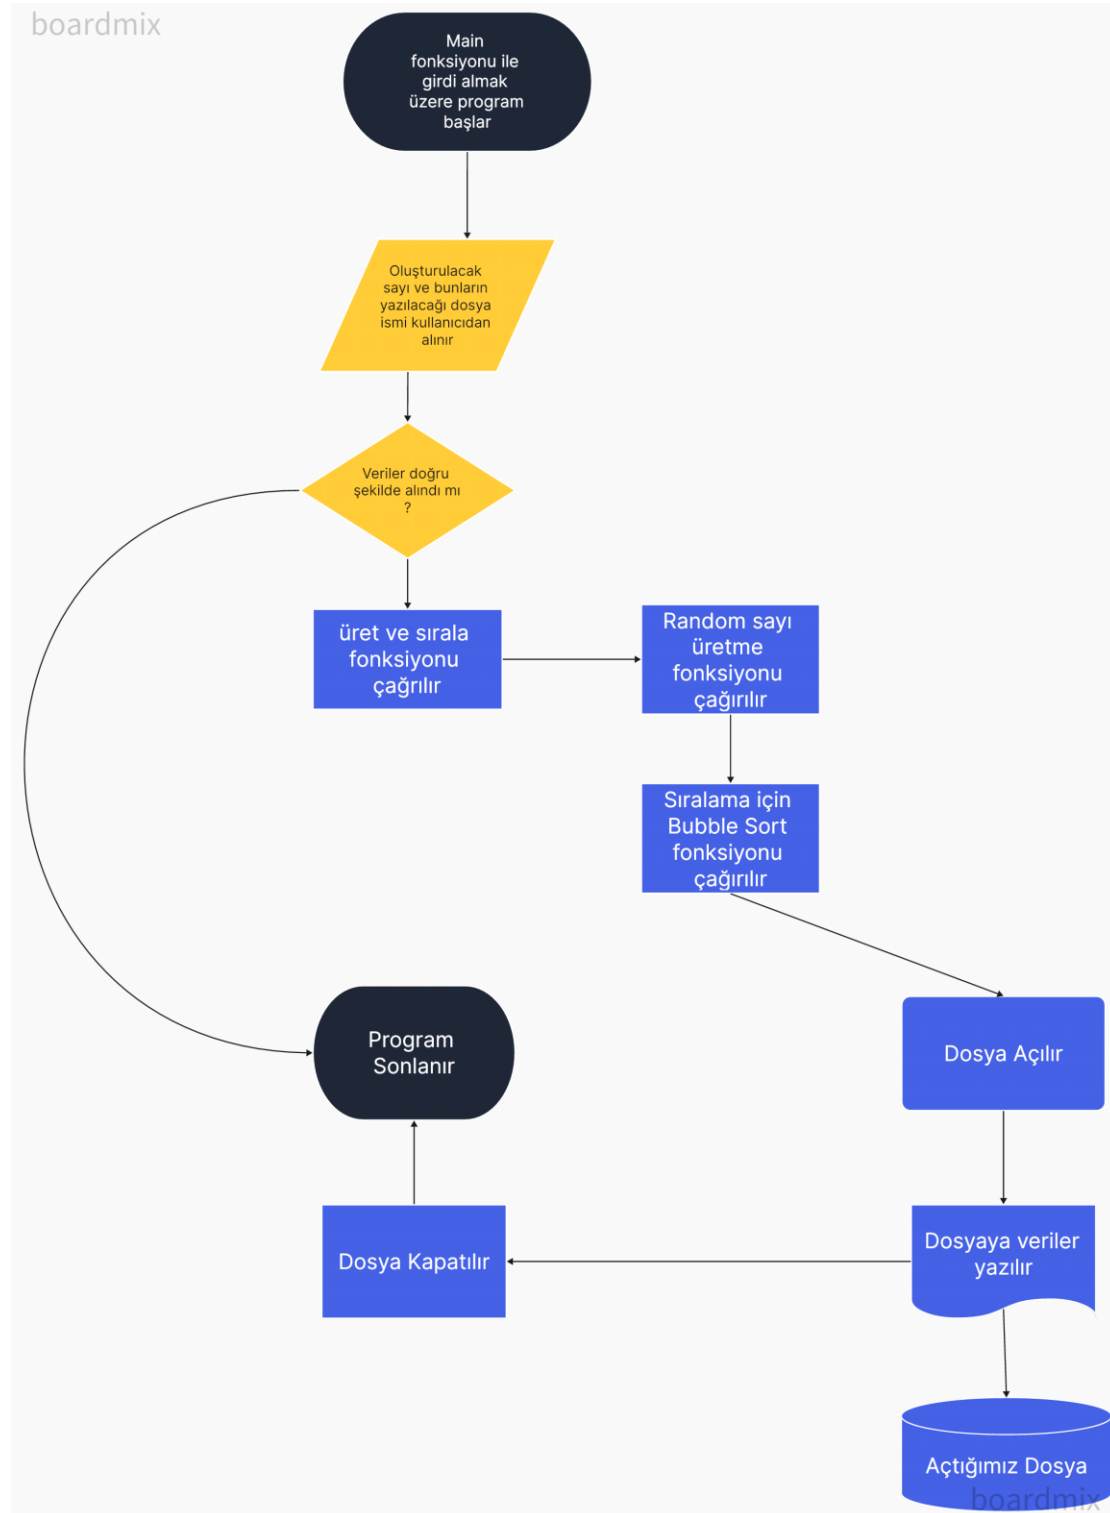 boardmix
Main
fonksiyonu ile
girdi almak
üzere program
başlar
Oluşturulacak
sayı ve bunların
yazılacağı dosya
ismi kullanıcıdan
alınır
Veriler doğru
şekilde alındı mı
?
üret ve sırala
fonksiyonu
çağrılır
Random sayı
üretme
fonksiyonu
çağırılır
Sıralama için
Bubble Sort
fonksiyonu
çağırılır
Program
Sonlanır
Dosya Açılır
Dosya Kapatılır
Dosyaya veriler
yazılır
Açtığımız Dosya
boardmix